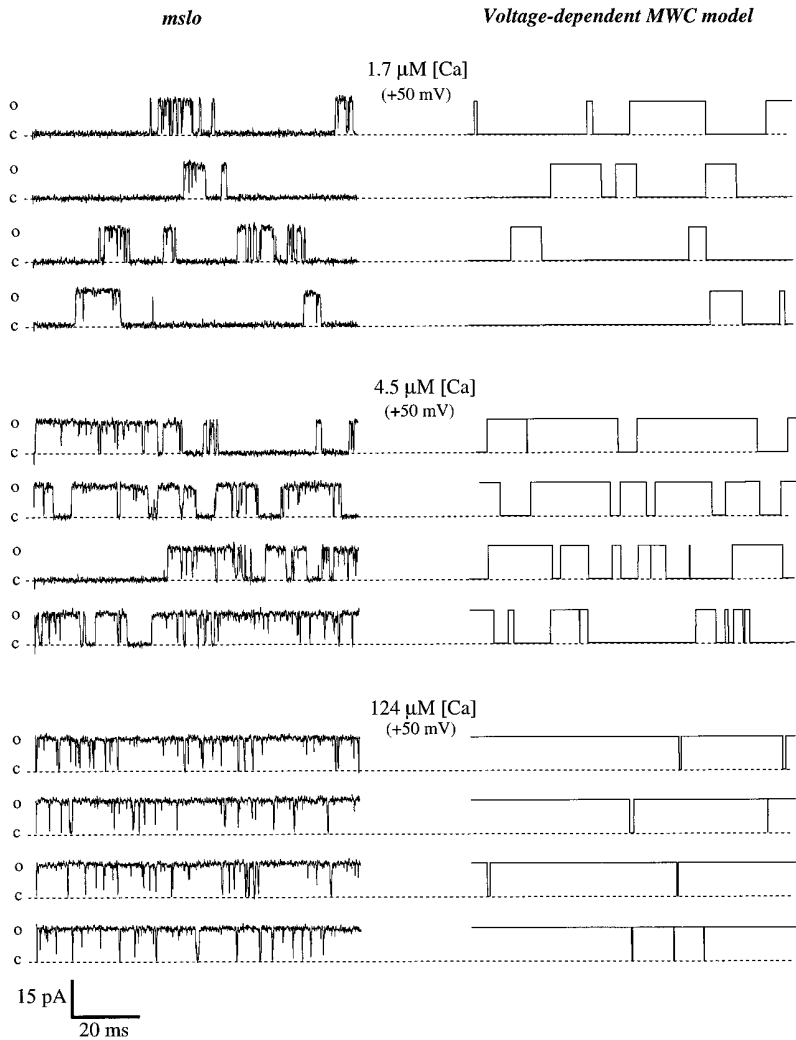 mslo Voltage-dependent MWC model
1.7 µM [Ca]
(+50 mV)
o
c
o
c
o
c
o
c
4.5 µM [Ca]
(+50 mV)
o
c
o
c
o
c
o
c
124 µM [Ca]
(+50 mV)
o
c
o
c
o
c
o
c
15 pA
20 ms